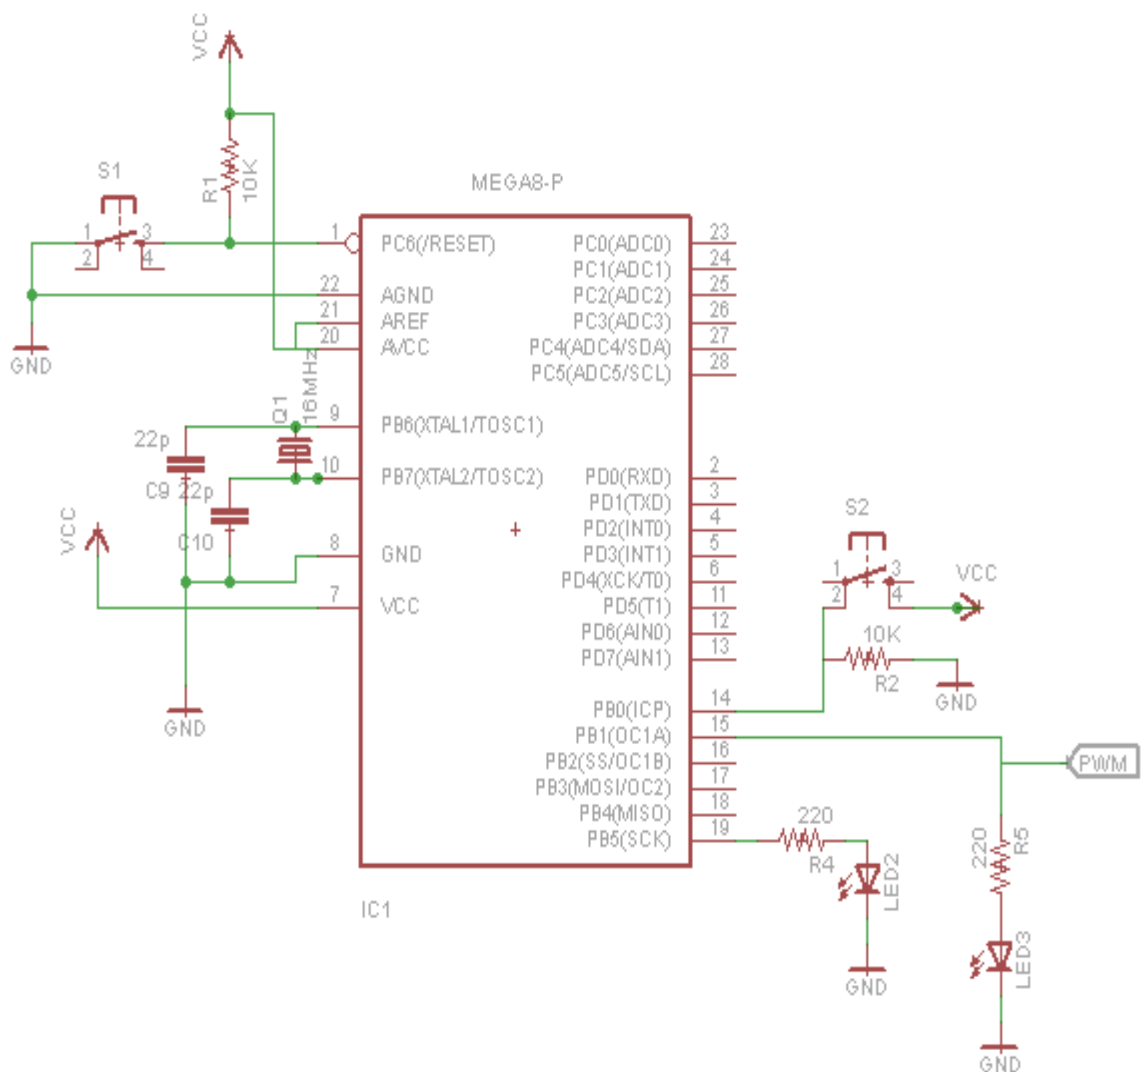 VCC
S1
R1
10K
MEGA8-P
1
3
2
4
1
PC6(/RESET)
PC0(ADC0)
23
PC1(ADC1)
24
22
AGND
PC2(ADC2)
25
21
AREF
PC3(ADC3)
26
20
AVCC
PC4(ADC4/SDA)
27
PC5(ADC5/SCL)
28
GND
Q1
16MHz
9
PB6(XTAL1/TOSC1)
22p
10
PB7(XTAL2/TOSC2)
PD0(RXD)
2
C9
22p
PD1(TXD)
3
S2
VCC
C10
PD2(INT0)
4
8
GND
PD3(INT1)
5
PD4(XCK/T0)
6
1
3
2
4
VCC
7
VCC
PD5(T1)
11
PD6(AIN0)
12
10K
PD7(AIN1)
13
R2
GND
GND
PB0(ICP)
14
PB1(OC1A)
15
PB2(SS/OC1B)
16
PWM
PB3(MOSI/OC2)
17
PB4(MISO)
18
PB5(SCK)
19
220
R4
LED2
220
R5
IC1
LED3
GND
GND